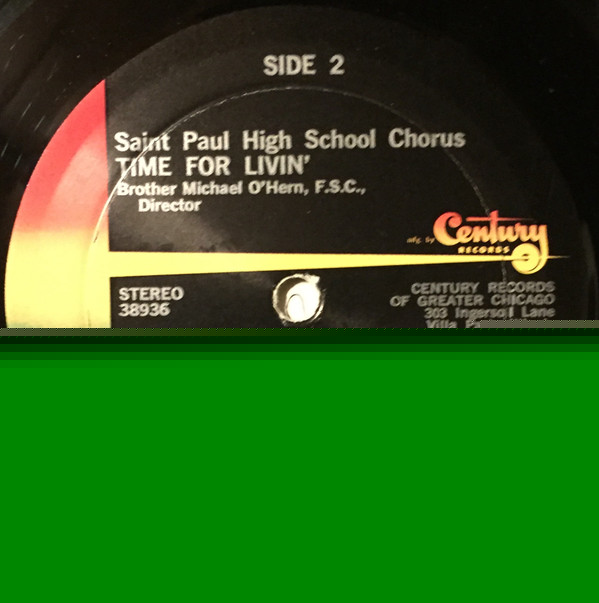 SIDE 2
Saint Paul High School Chorus
TIME FOR LIVIN'
Brother Michael O'Hern, F.S.C.,
Director
mfg. by Century
RECORDS
STEREO
38936
CENTURY RECORDS
OF GREATER CHICAGO
303 Ingersoll Lane
Villa